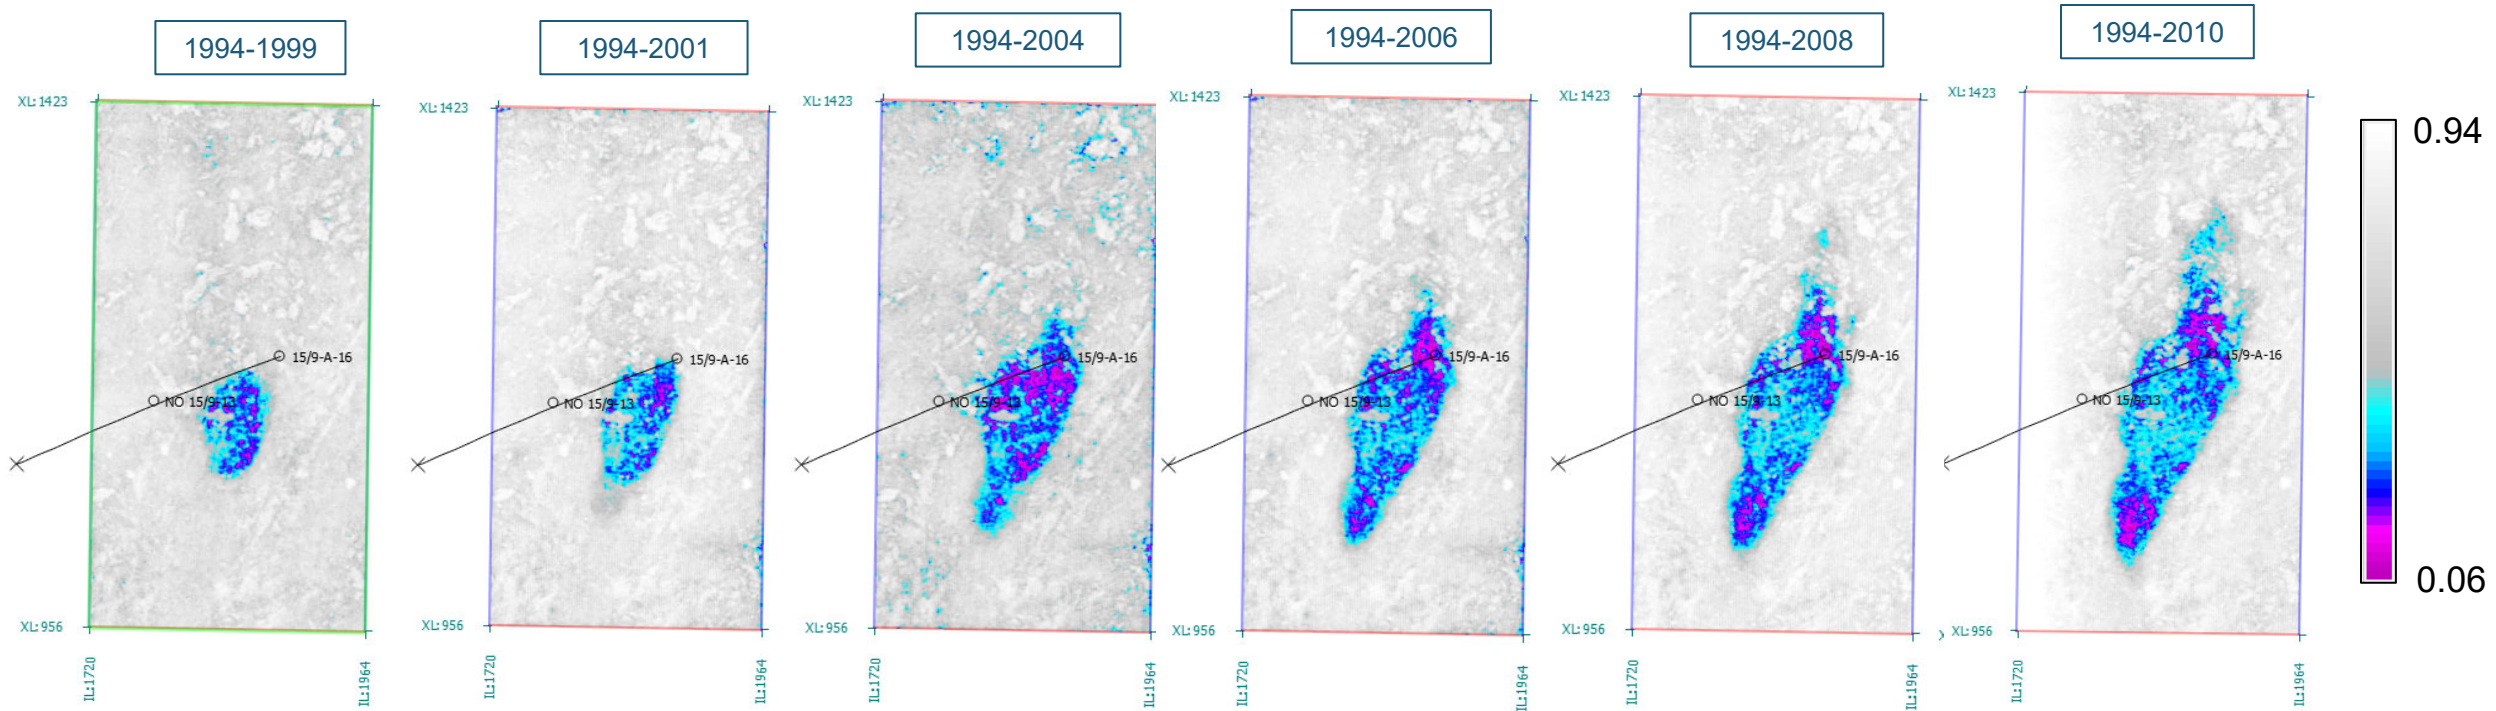 1994-1999
1994-2001
1994-2004
1994-2006
1994-2008
1994-2010
XL:1423
XL:1423
XL:1423
XL:1423
XL:1423
XL:1423
0.94
0.06
15/9-A-16
15/9-A-16
15/9-A-16
15/9-A-16
15/9-A-16
15/9-A-16
NO 15/9-13
NO 15/9-13
NO 15/9-13
NO 15/9-13
NO 15/9-13
NO 15/9-13
XL:956
XL:956
XL:956
XL:956
XL:956
XL:956
IL:1720
IL:1964
IL:1720
IL:1964
IL:1720
IL:1964
IL:1720
IL:1964
IL:1720
IL:1964
IL:1720
IL:1964